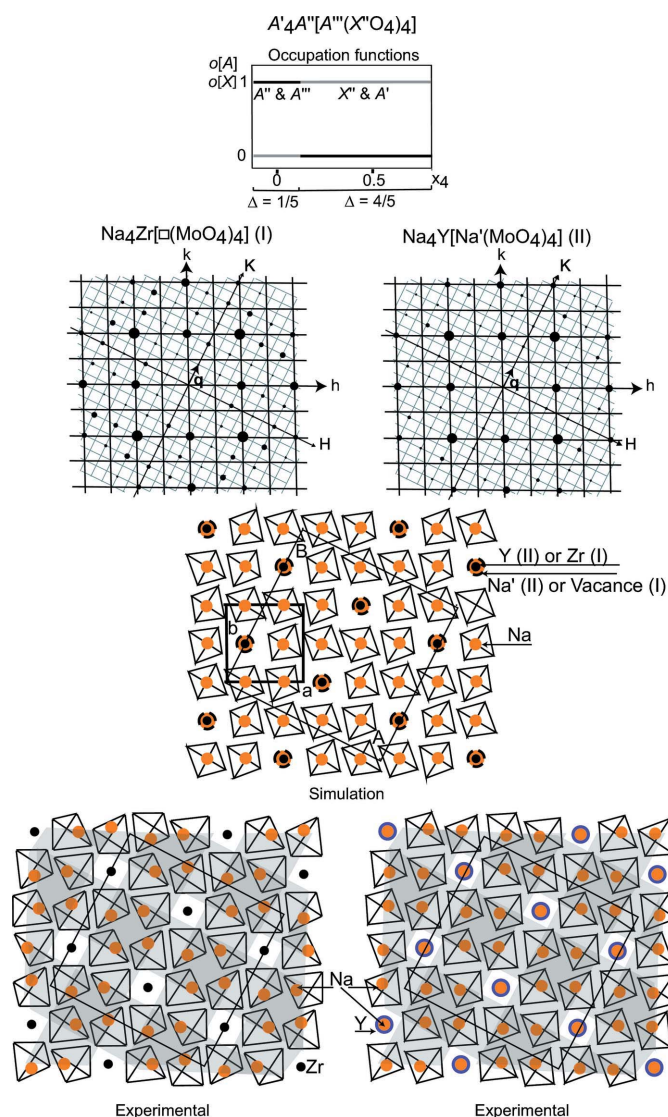 A'4A"[A'''(X"O4)4]
Occupation functions
o[A]
o[X] 1
A" & A''' X" & A'
0
0 0.5 x4
Δ = 1/5 Δ = 4/5
Na4Zr[□(MoO4)4] (I) Na4Y[Na'(MoO4)4] (II)
k K k K
q h q h
H H
B
Y (II) or Zr (I)
Na' (II) or Vacance (I)
b
Na
a
A
Simulation
Na
Y
Zr
Experimental Experimental